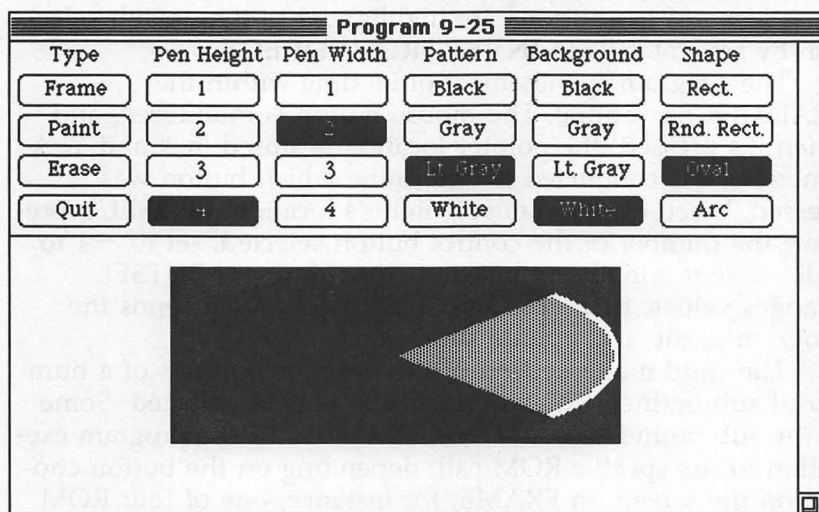 Program 9-25
Type Pen Height Pen Width Pattern Background Shape
Frame 1 1 Black Black Rect.
Paint 2 2 Gray Gray Rnd. Rect.
Erase 3 3 Lt. Gray Lt. Gray Oval
Quit 4 4 White White Arc